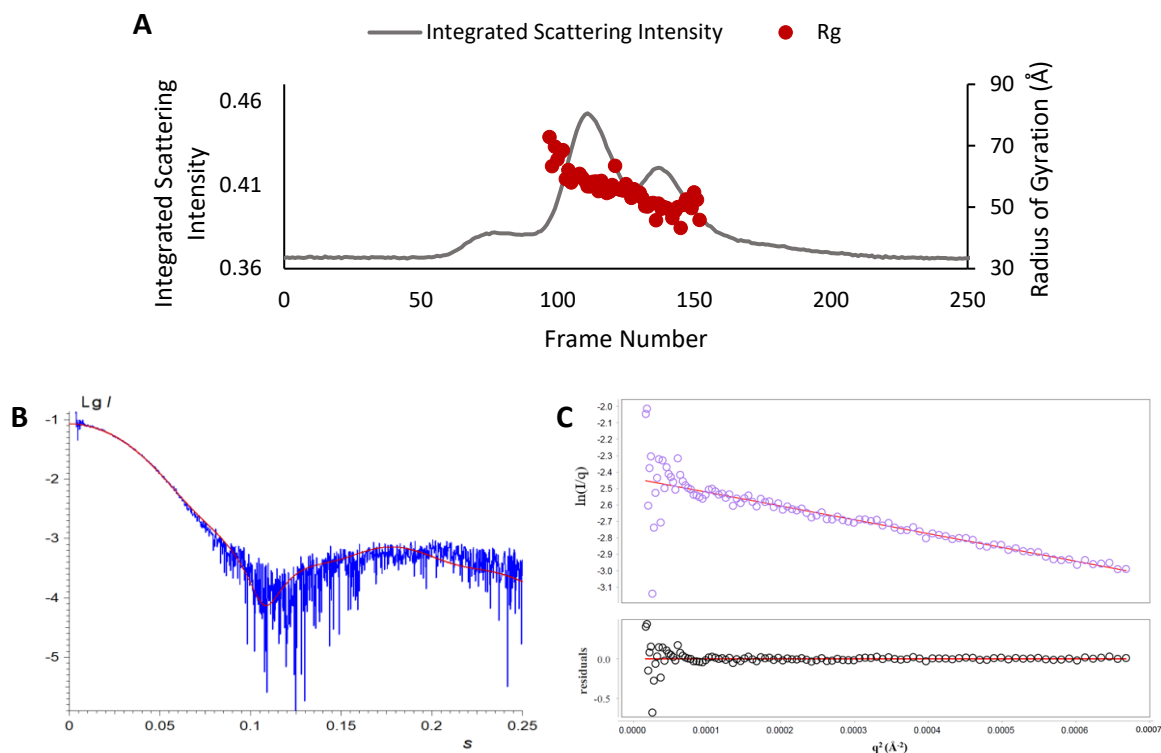 A
Integrated Scattering Intensity
Rg
Integrated Scattering
Intensity
0.46
0.41
0.36
90
70
50
30
Radius of Gyration (Å)
0 50 100 150 200 250
Frame Number
B
Lg I
-1
-2
-3
-4
-5
0 0.05 0.1 0.15 0.20 0.25
s
C
ln(I/q)
-2.0
-2.1
-2.2
-2.3
-2.4
-2.5
-2.6
-2.7
-2.8
-2.9
-3.0
-3.1
residuals
0.0
-0.5
0.0000 0.0001 0.0002 0.0003 0.0004 0.0005 0.0006 0.0007
q² (Å⁻²)